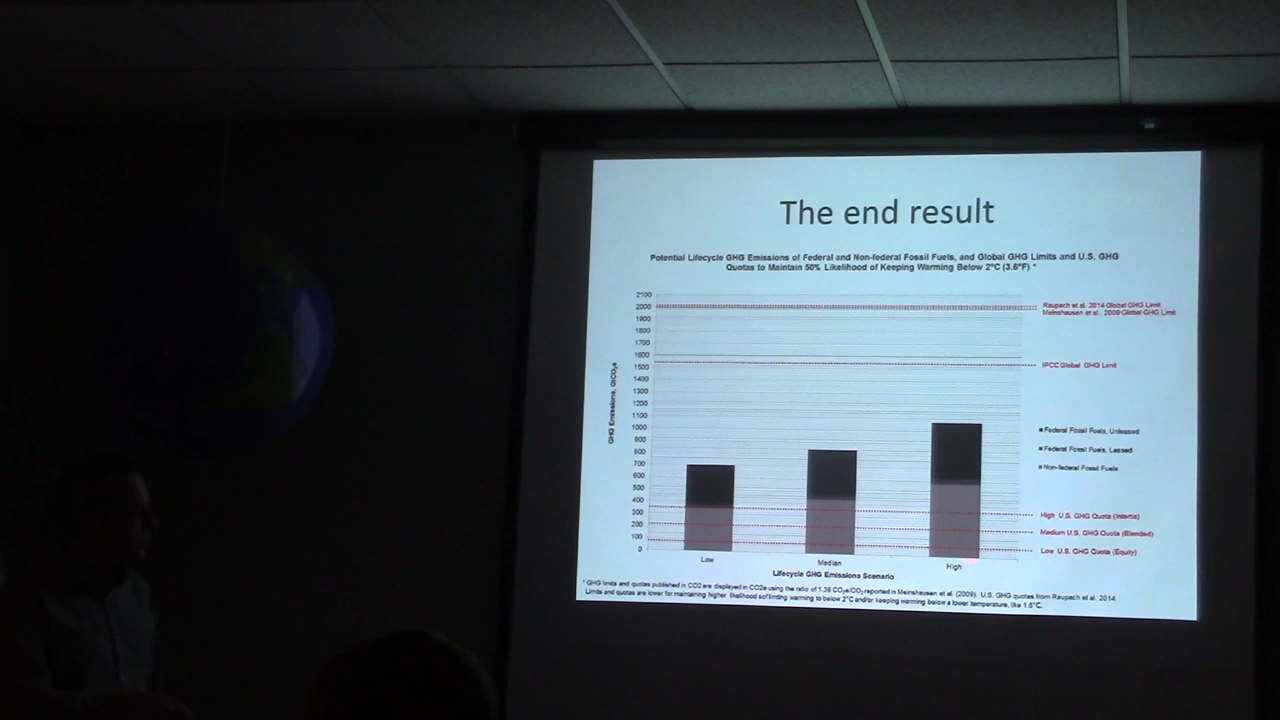 The end result
Potential Lifecycle GHG Emissions of Federal and Non-federal Fossil Fuels, and Global GHG Limits and U.S. GHG
Quotas to Maintain 50% Likelihood of Keeping Warming Below 2°C (3.6°F) *
2100
2000
1900
1800
1700
1600
1500
1400
1300
1200
1100
1000
900
800
700
600
500
400
300
200
100
0
GHG Emissions, GtCO2e
Raupach et al. 2014 Global GHG Limit
Meinshausen et al., 2009 Global GHG Limit
IPCC Global GHG Limit
Federal Fossil Fuels, Unleased
Federal Fossil Fuels, Leased
Non-federal Fossil Fuels
High U.S. GHG Quota (Intertia)
Medium U.S. GHG Quota (Blended)
Low U.S. GHG Quota (Equity)
Low
Median
High
Lifecycle GHG Emissions Scenario
* GHG limits and quotas published in CO2 are displayed in CO2e using the ratio of 1.39 CO2e/CO2 reported in Meinshausen et al. (2009). U.S. GHG quotas from Raupach et al. 2014.
Limits and quotas are lower for maintaining higher likelihood sof limting warming to below 2°C and/or keeping warming below a lower temperature, like 1.5°C.